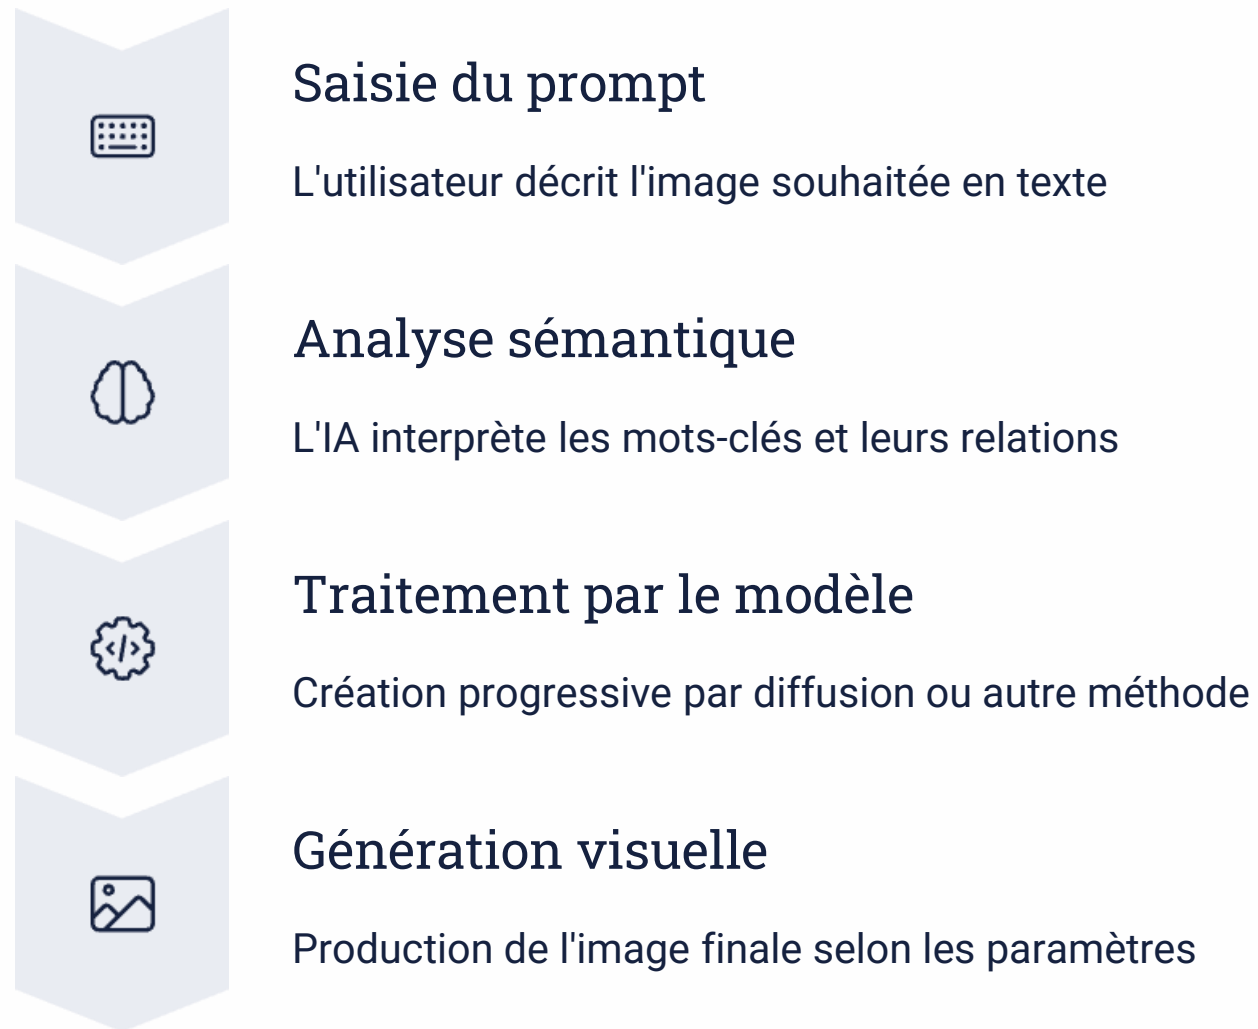 Saisie du prompt
L'utilisateur décrit l'image souhaitée en texte
Analyse sémantique
L'IA interprète les mots-clés et leurs relations
Traitement par le modèle
Création progressive par diffusion ou autre méthode
Génération visuelle
Production de l'image finale selon les paramètres